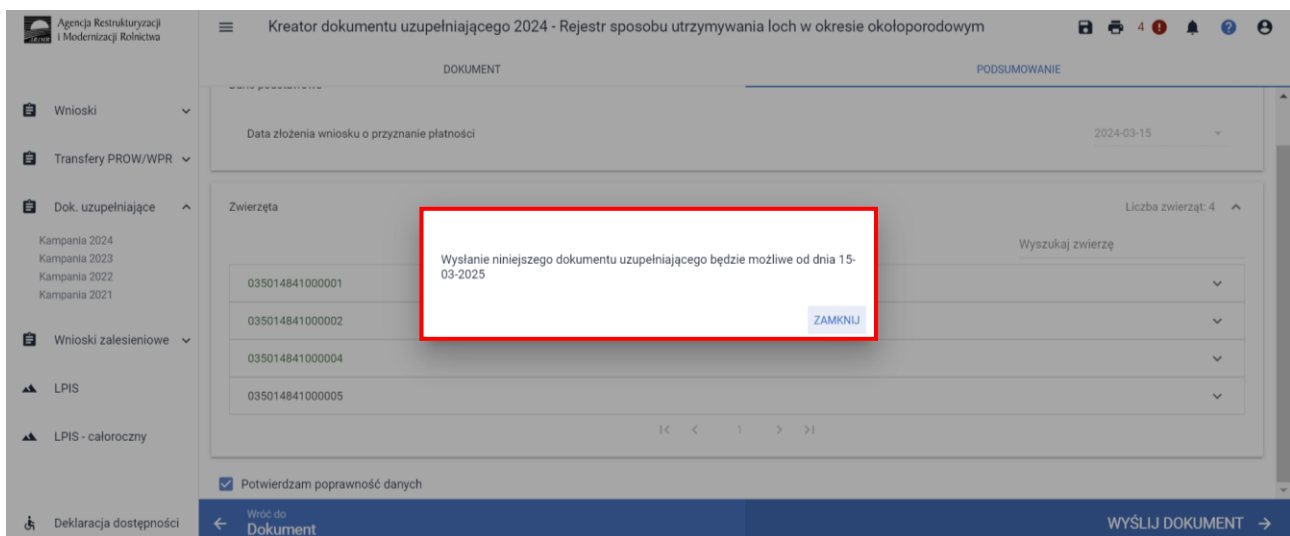 Agencja Restrukturyzacji
i Modernizacji Rolnictwa
Kreator dokumentu uzupełniającego 2024 - Rejestr sposobu utrzymywania loch w okresie okołoporodowym
4
DOKUMENT
PODSUMOWANIE
Wnioski
Transfery PROW/WPR
Dok. uzupełniające
Kampania 2024
Kampania 2023
Kampania 2022
Kampania 2021
Wnioski zalesieniowe
LPIS
LPIS - całoroczny
Deklaracja dostępności
Data złożenia wniosku o przyznanie płatności
2024-03-15
Zwierzęta
Liczba zwierząt: 4
Wyszukaj zwierzę
035014841000001
035014841000002
035014841000004
035014841000005
1
Wysłanie niniejszego dokumentu uzupełniającego będzie możliwe od dnia 15-
03-2025
ZAMKNIJ
Potwierdzam poprawność danych
Wróć do
Dokument
WYŚLIJ DOKUMENT